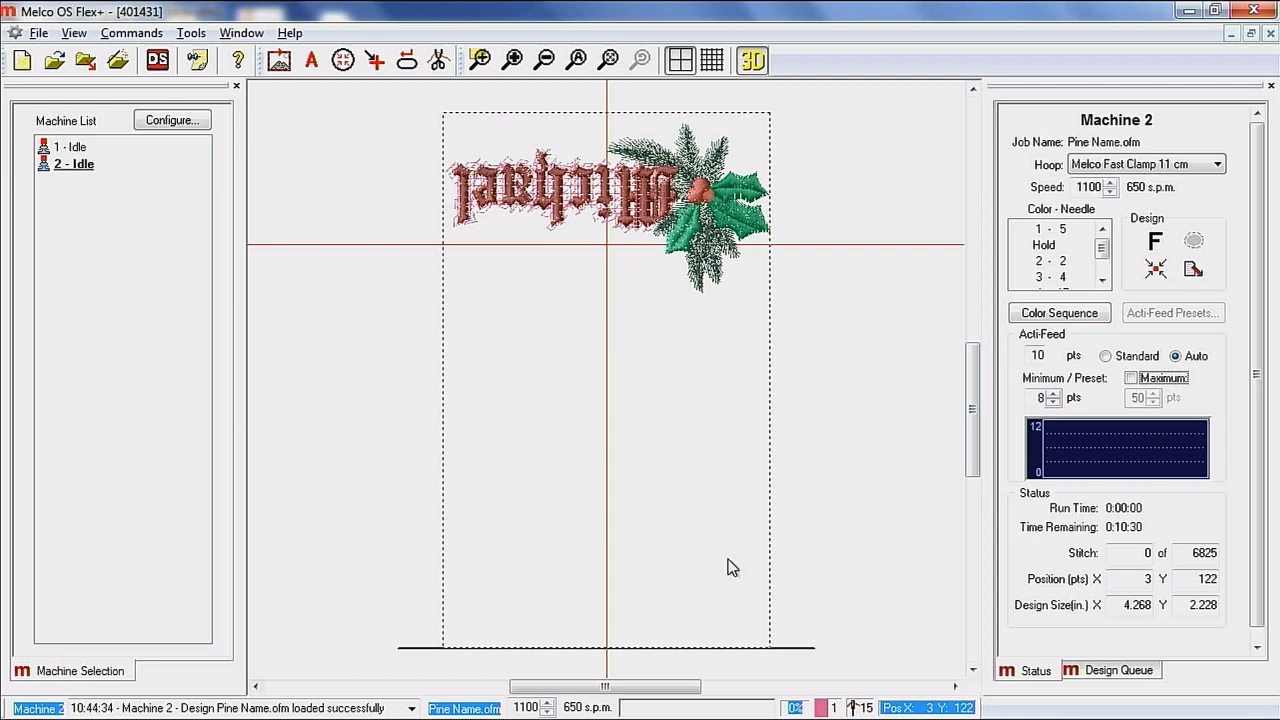 Melco OS Flex+ - [401431]
File View Commands Tools Window Help
DS A 3D
Machine List Configure...
1 - Idle
2 - Idle
Machine Selection
Michael
Machine 2
Job Name: Pine Name.ofm
Hoop: Melco Fast Clamp 11 cm
Speed: 1100 650 s.p.m.
Color - Needle Design
1 - 5
Hold
2 - 2
3 - 4
F
Color Sequence Acti-Feed Presets...
Acti-Feed
10 pts Standard Auto
Minimum / Preset: Maximum:
8 pts 50 pts
12
0
Status
Run Time: 0:00:00
Time Remaining: 0:10:30
Stitch: 0 of 6825
Position (pts) X 3 Y 122
Design Size(in.) X 4.268 Y 2.228
Status Design Queue
Machine 2 10:44:34 - Machine 2 - Design Pine Name.ofm loaded successfully Pine Name.ofm 1100 650 s.p.m. 0% 1 15 Pos X: 3 Y: 122